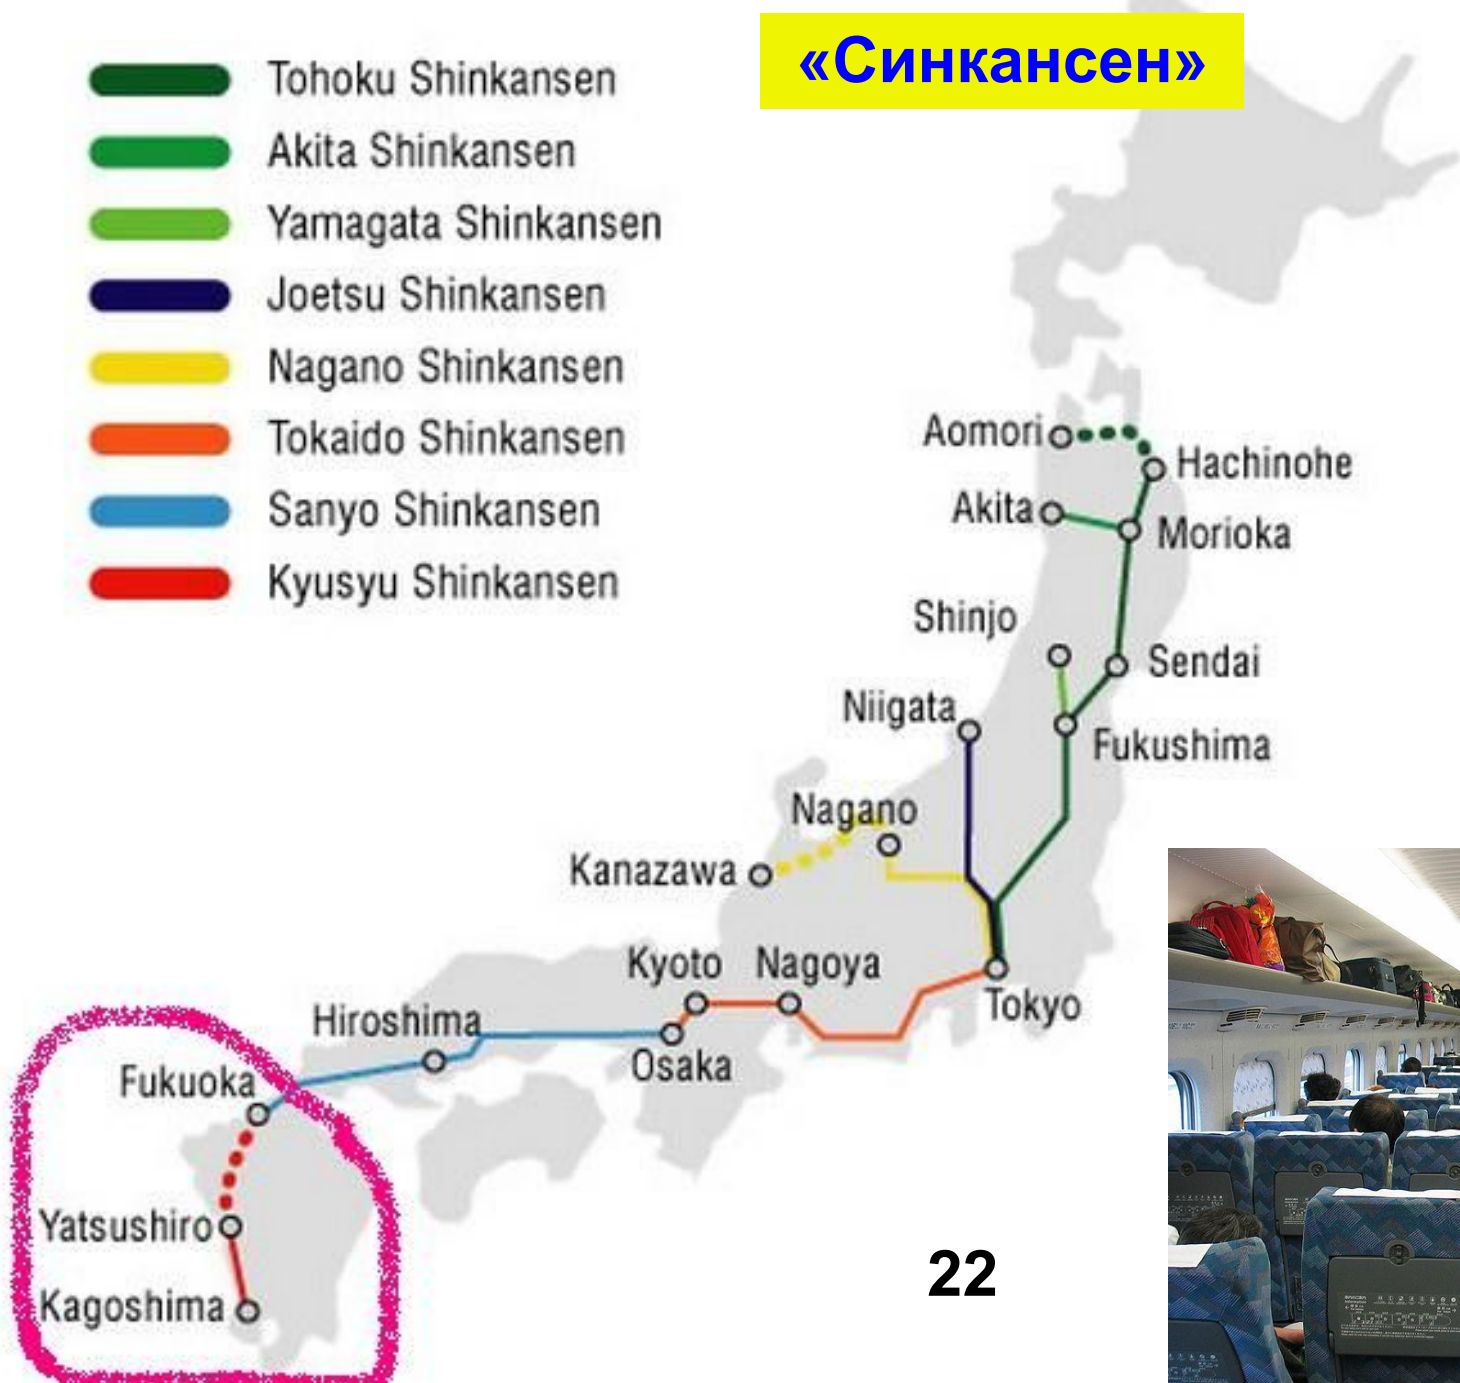 «Синкансен»
Tohoku Shinkansen
Akita Shinkansen
Yamagata Shinkansen
Joetsu Shinkansen
Nagano Shinkansen
Tokaido Shinkansen
Sanyo Shinkansen
Kyusyu Shinkansen
Aomori
Hachinohe
Akita
Morioka
Shinjo
Sendai
Niigata
Fukushima
Nagano
Kanazawa
Kyoto
Nagoya
Tokyo
Hiroshima
Osaka
Fukuoka
Yatsushiro
Kagoshima
22